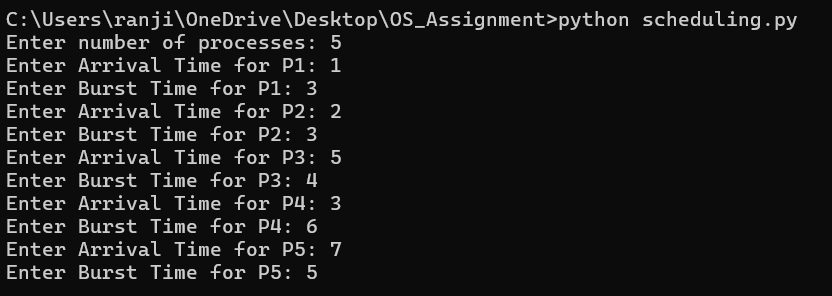 C:\Users\ranji\OneDrive\Desktop\OS_Assignment>python scheduling.py
Enter number of processes: 5
Enter Arrival Time for P1: 1
Enter Burst Time for P1: 3
Enter Arrival Time for P2: 2
Enter Burst Time for P2: 3
Enter Arrival Time for P3: 5
Enter Burst Time for P3: 4
Enter Arrival Time for P4: 3
Enter Burst Time for P4: 6
Enter Arrival Time for P5: 7
Enter Burst Time for P5: 5